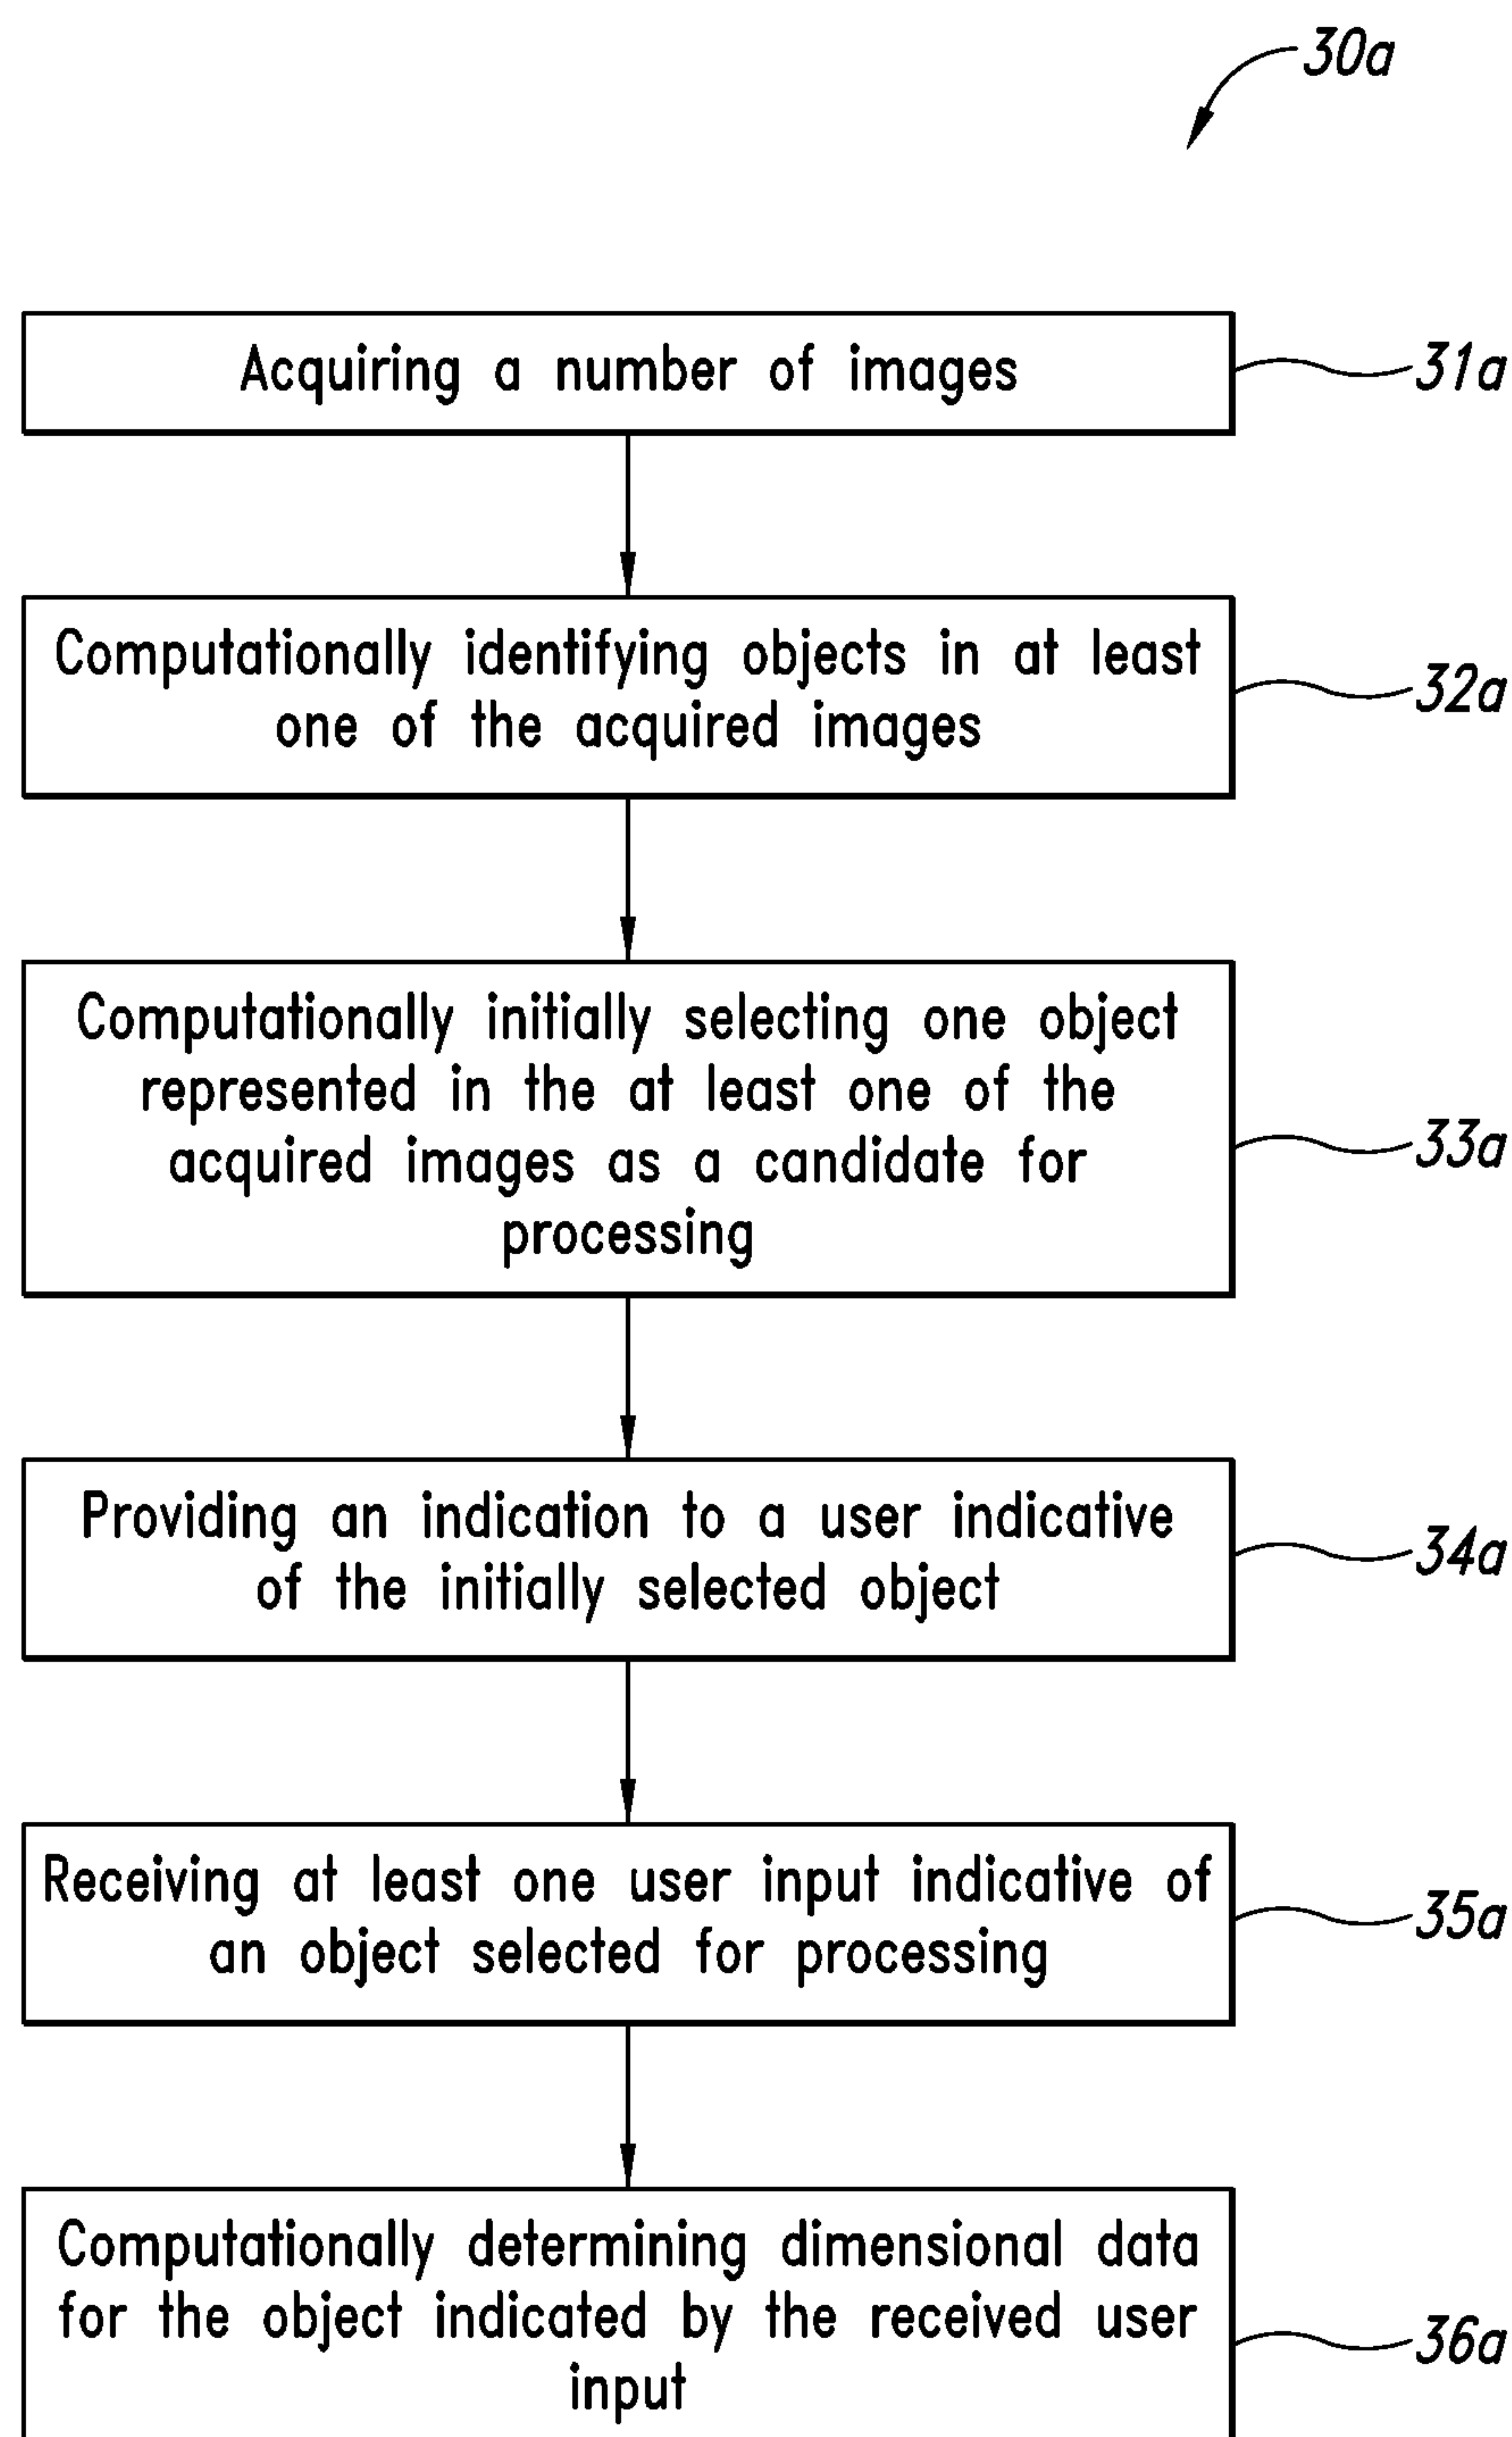 30a
Acquiring a number of images
31a
Computationally identifying objects in at least
one of the acquired images
32a
Computationally initially selecting one object
represented in the at least one of the
acquired images as a candidate for
processing
33a
Providing an indication to a user indicative
of the initially selected object
34a
Receiving at least one user input indicative of
an object selected for processing
35a
Computationally determining dimensional data
for the object indicated by the received user
input
36a